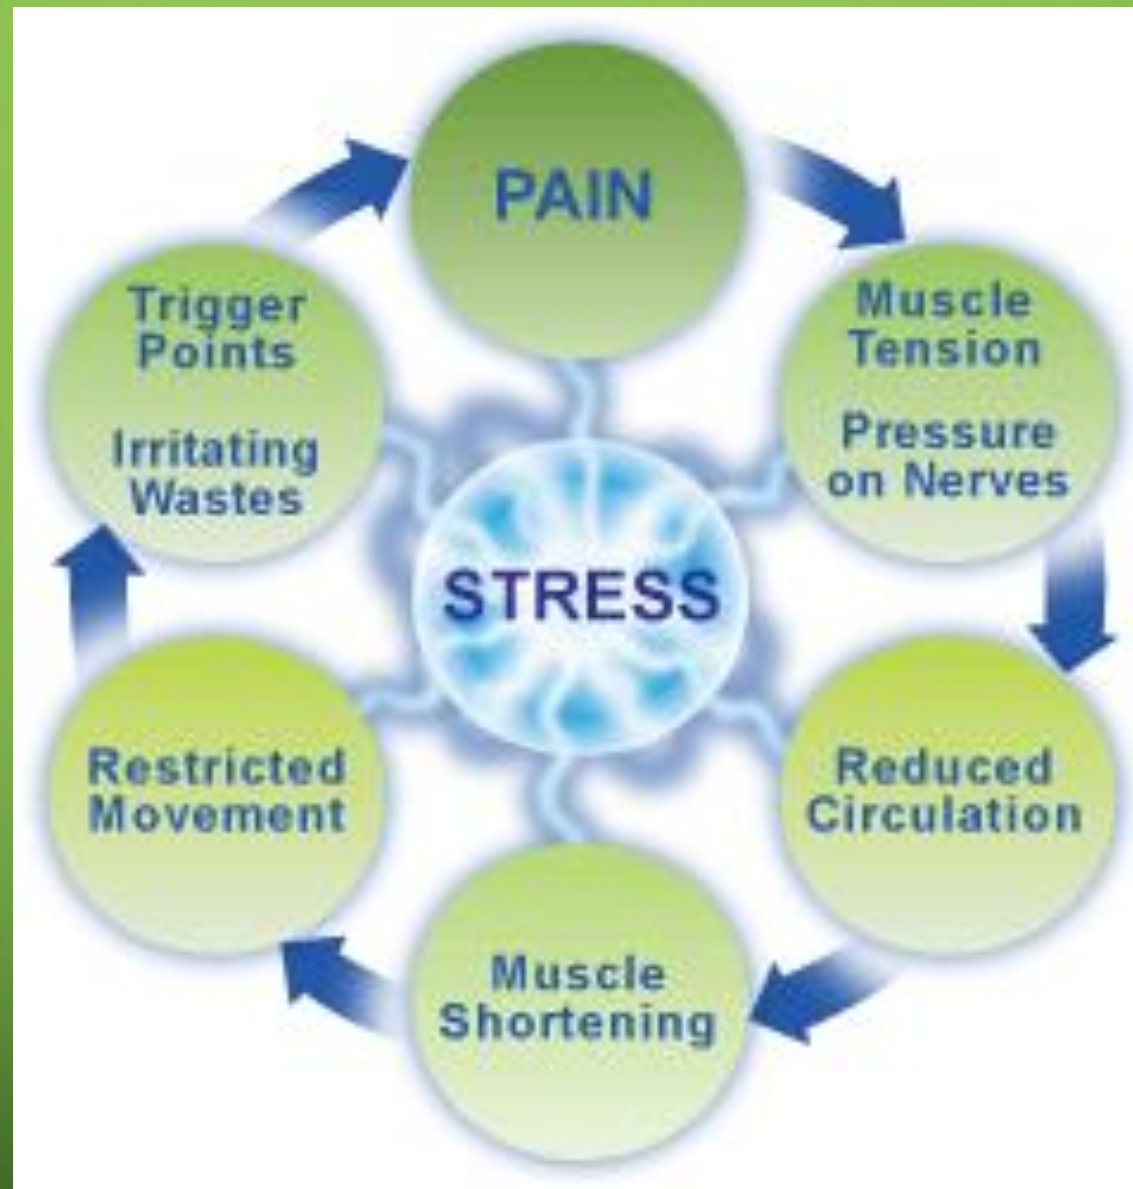 PAIN
Muscle
Tension
Pressure
on Nerves
Reduced
Circulation
Muscle
Shortening
Restricted
Movement
Trigger
Points
Irritating
Wastes
STRESS